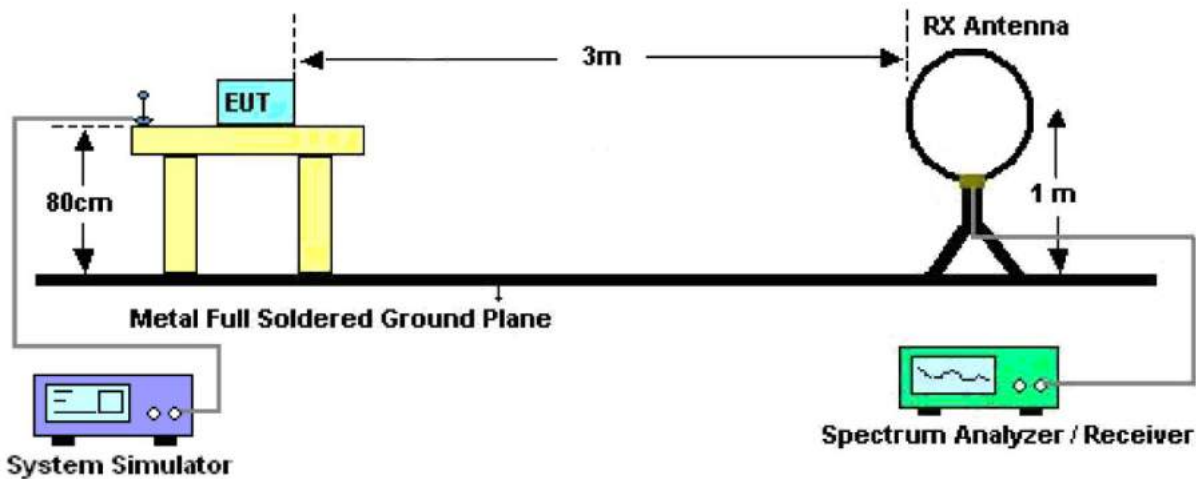 RX Antenna
3m
EUT
80cm
1 m
Metal Full Soldered Ground Plane
System Simulator
Spectrum Analyzer / Receiver